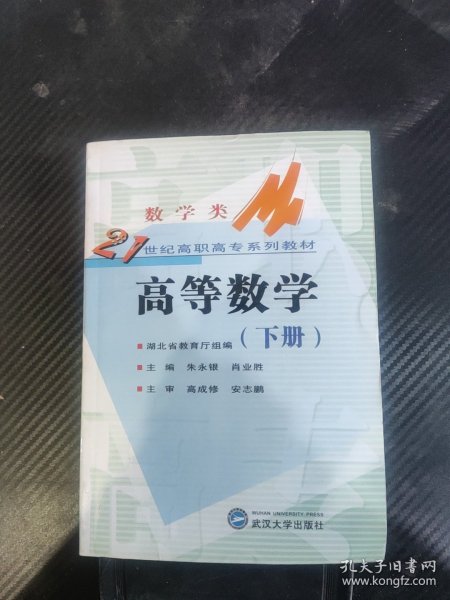 数学类
21世纪高职高专系列教材
高等数学
（下册）
■ 湖北省教育厅组编
■ 主编 朱永银 肖业胜
■ 主审 高成修 安志鹏
WUHAN UNIVERSITY PRESS
武汉大学出版社
孔夫子旧书网
www.kongfz.com